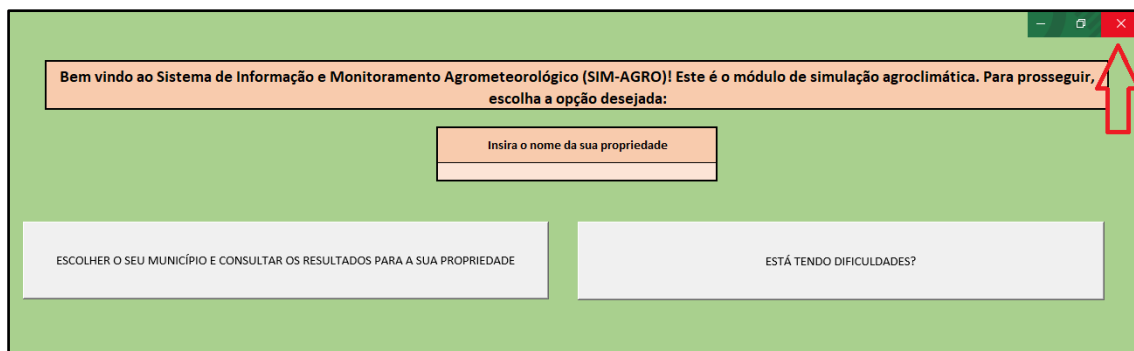 Bem vindo ao Sistema de Informação e Monitoramento Agrometeorológico (SIM-AGRO)! Este é o módulo de simulação agroclimática. Para prosseguir,
escolha a opção desejada:
Insira o nome da sua propriedade
ESCOLHER O SEU MUNICÍPIO E CONSULTAR OS RESULTADOS PARA A SUA PROPRIEDADE
ESTÁ TENDO DIFICULDADES?